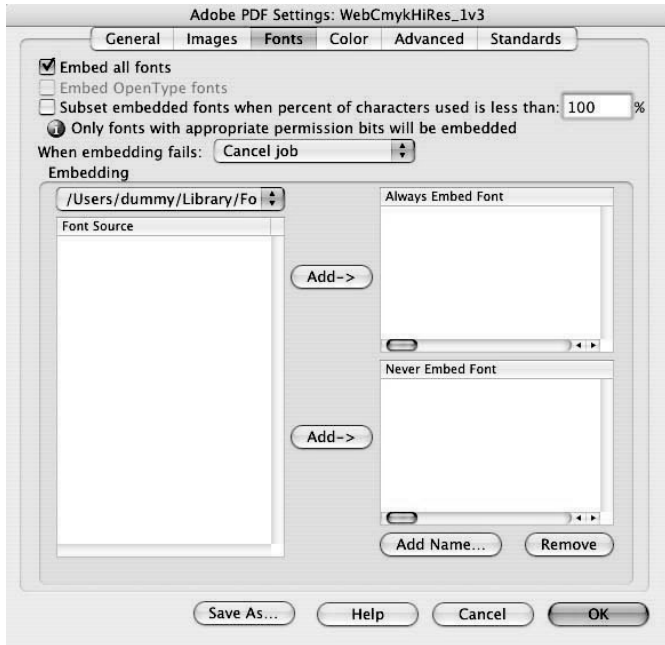 Adobe PDF Settings: WebCmykHiRes_1v3
General Images Fonts Color Advanced Standards
Embed all fonts
Embed OpenType fonts
Subset embedded fonts when percent of characters used is less than: 100 %
Only fonts with appropriate permission bits will be embedded
When embedding fails: Cancel job
Embedding
/Users/dummy/Library/Fo
Always Embed Font
Font Source
Add->
Never Embed Font
Add->
Add Name... Remove
Save As... Help Cancel OK